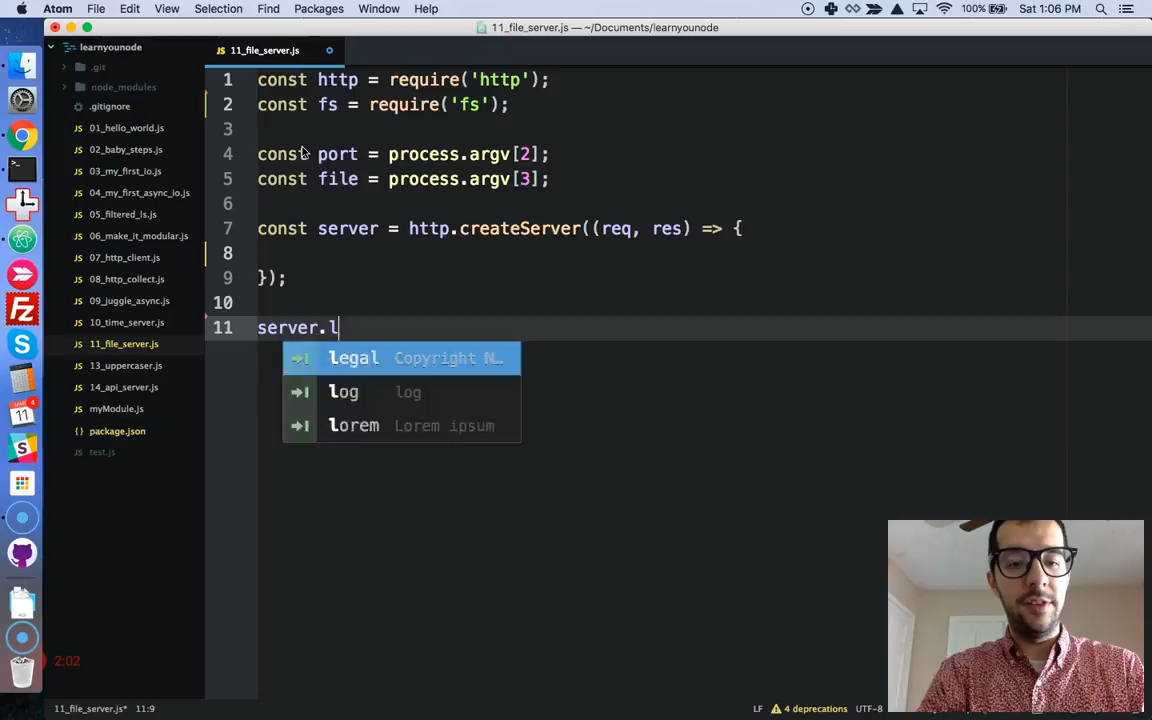 Atom File Edit View Selection Find Packages Window Help 100% Sat 1:06 PM
11_file_server.js — ~/Documents/learnyounode
learnyounode
11_file_server.js
.git
node_modules
.gitignore
01_hello_world.js
02_baby_steps.js
03_my_first_io.js
04_my_first_async_io.js
05_filtered_ls.js
06_make_it_modular.js
07_http_client.js
08_http_collect.js
09_juggle_async.js
10_time_server.js
11_file_server.js
13_uppercaser.js
14_api_server.js
myModule.js
package.json
test.js
1 const http = require('http');
2 const fs = require('fs');
3
4 const port = process.argv[2];
5 const file = process.argv[3];
6
7 const server = http.createServer((req, res) => {
8
9 });
10
11 server.l
legal Copyright N…
log log
lorem Lorem ipsum
2:02
11_file_server.js* 11:9 LF 4 deprecations UTF-8